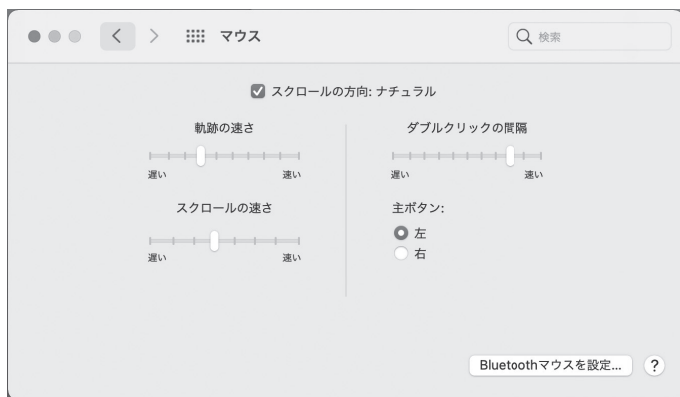 マウス
検索
スクロールの方向: ナチュラル
軌跡の速さ
遅い 速い
スクロールの速さ
遅い 速い
ダブルクリックの間隔
遅い 速い
主ボタン:
左
右
Bluetoothマウスを設定...
?